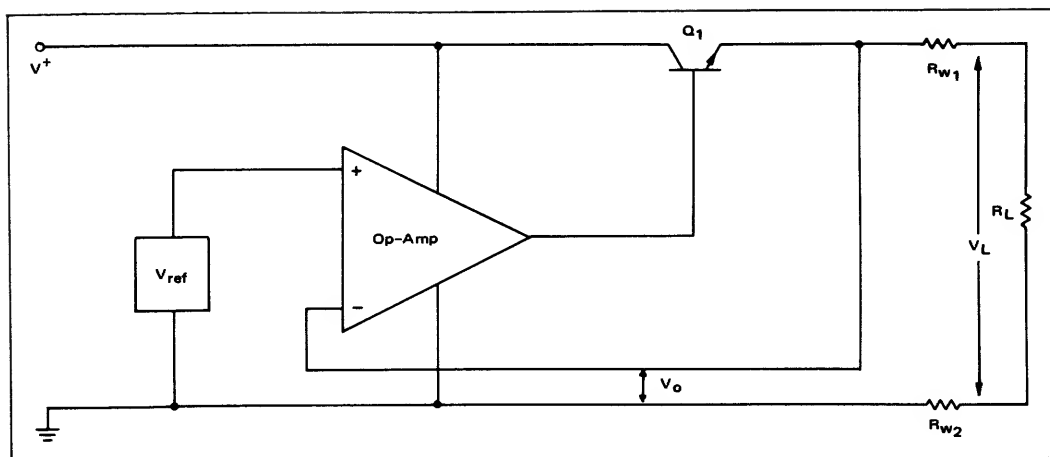 Q1
V+
RW1
+
Op-Amp
Vref
RL
VL
−
Vo
RW2